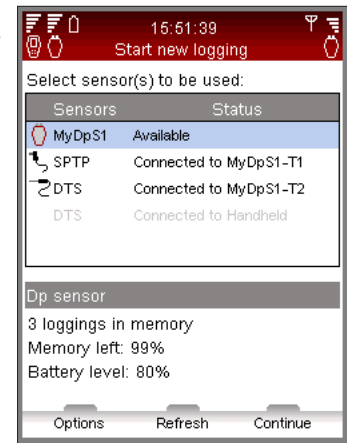 15:51:39
Start new logging
Select sensor(s) to be used:
Sensors Status
MyDpS1 Available
SPTP Connected to MyDpS1-T1
DTS Connected to MyDpS1-T2
DTS Connected to Handheld
Dp sensor
3 loggings in memory
Memory left: 99%
Battery level: 80%
Options Refresh Continue